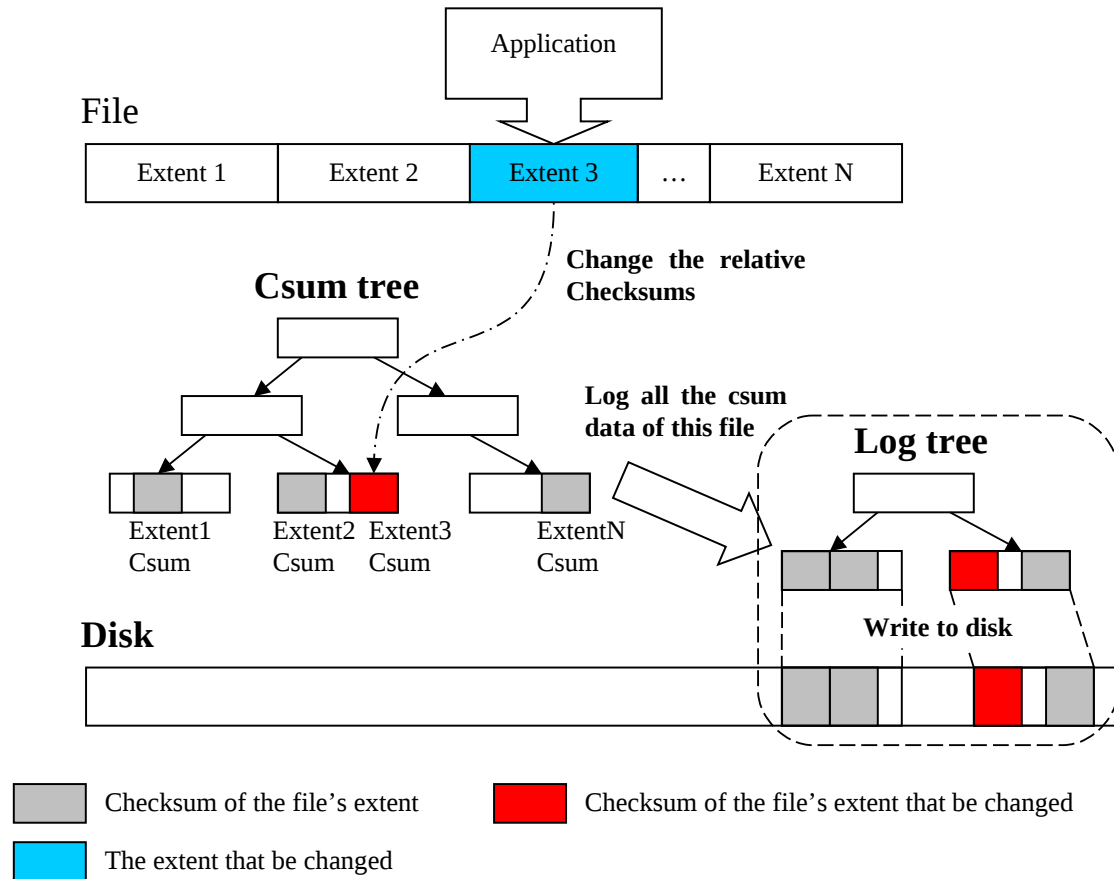 Application
File
Extent 1
Extent 2
Extent 3
…
Extent N
Change the relative
Checksums
Csum tree
Log all the csum
data of this file
Log tree
Extent1
Csum
Extent2
Csum
Extent3
Csum
ExtentN
Csum
Write to disk
Disk
Checksum of the file’s extent
Checksum of the file’s extent that be changed
The extent that be changed